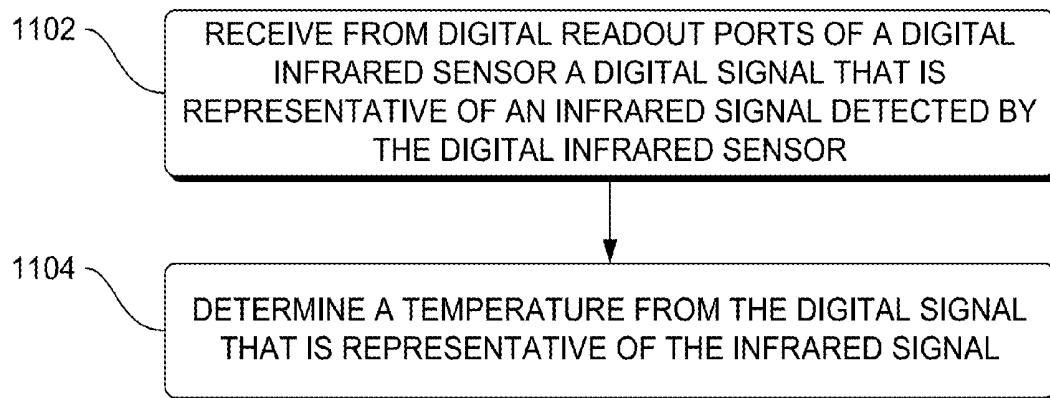 1102
RECEIVE FROM DIGITAL READOUT PORTS OF A DIGITAL
INFRARED SENSOR A DIGITAL SIGNAL THAT IS
REPRESENTATIVE OF AN INFRARED SIGNAL DETECTED BY
THE DIGITAL INFRARED SENSOR
1104
DETERMINE A TEMPERATURE FROM THE DIGITAL SIGNAL
THAT IS REPRESENTATIVE OF THE INFRARED SIGNAL